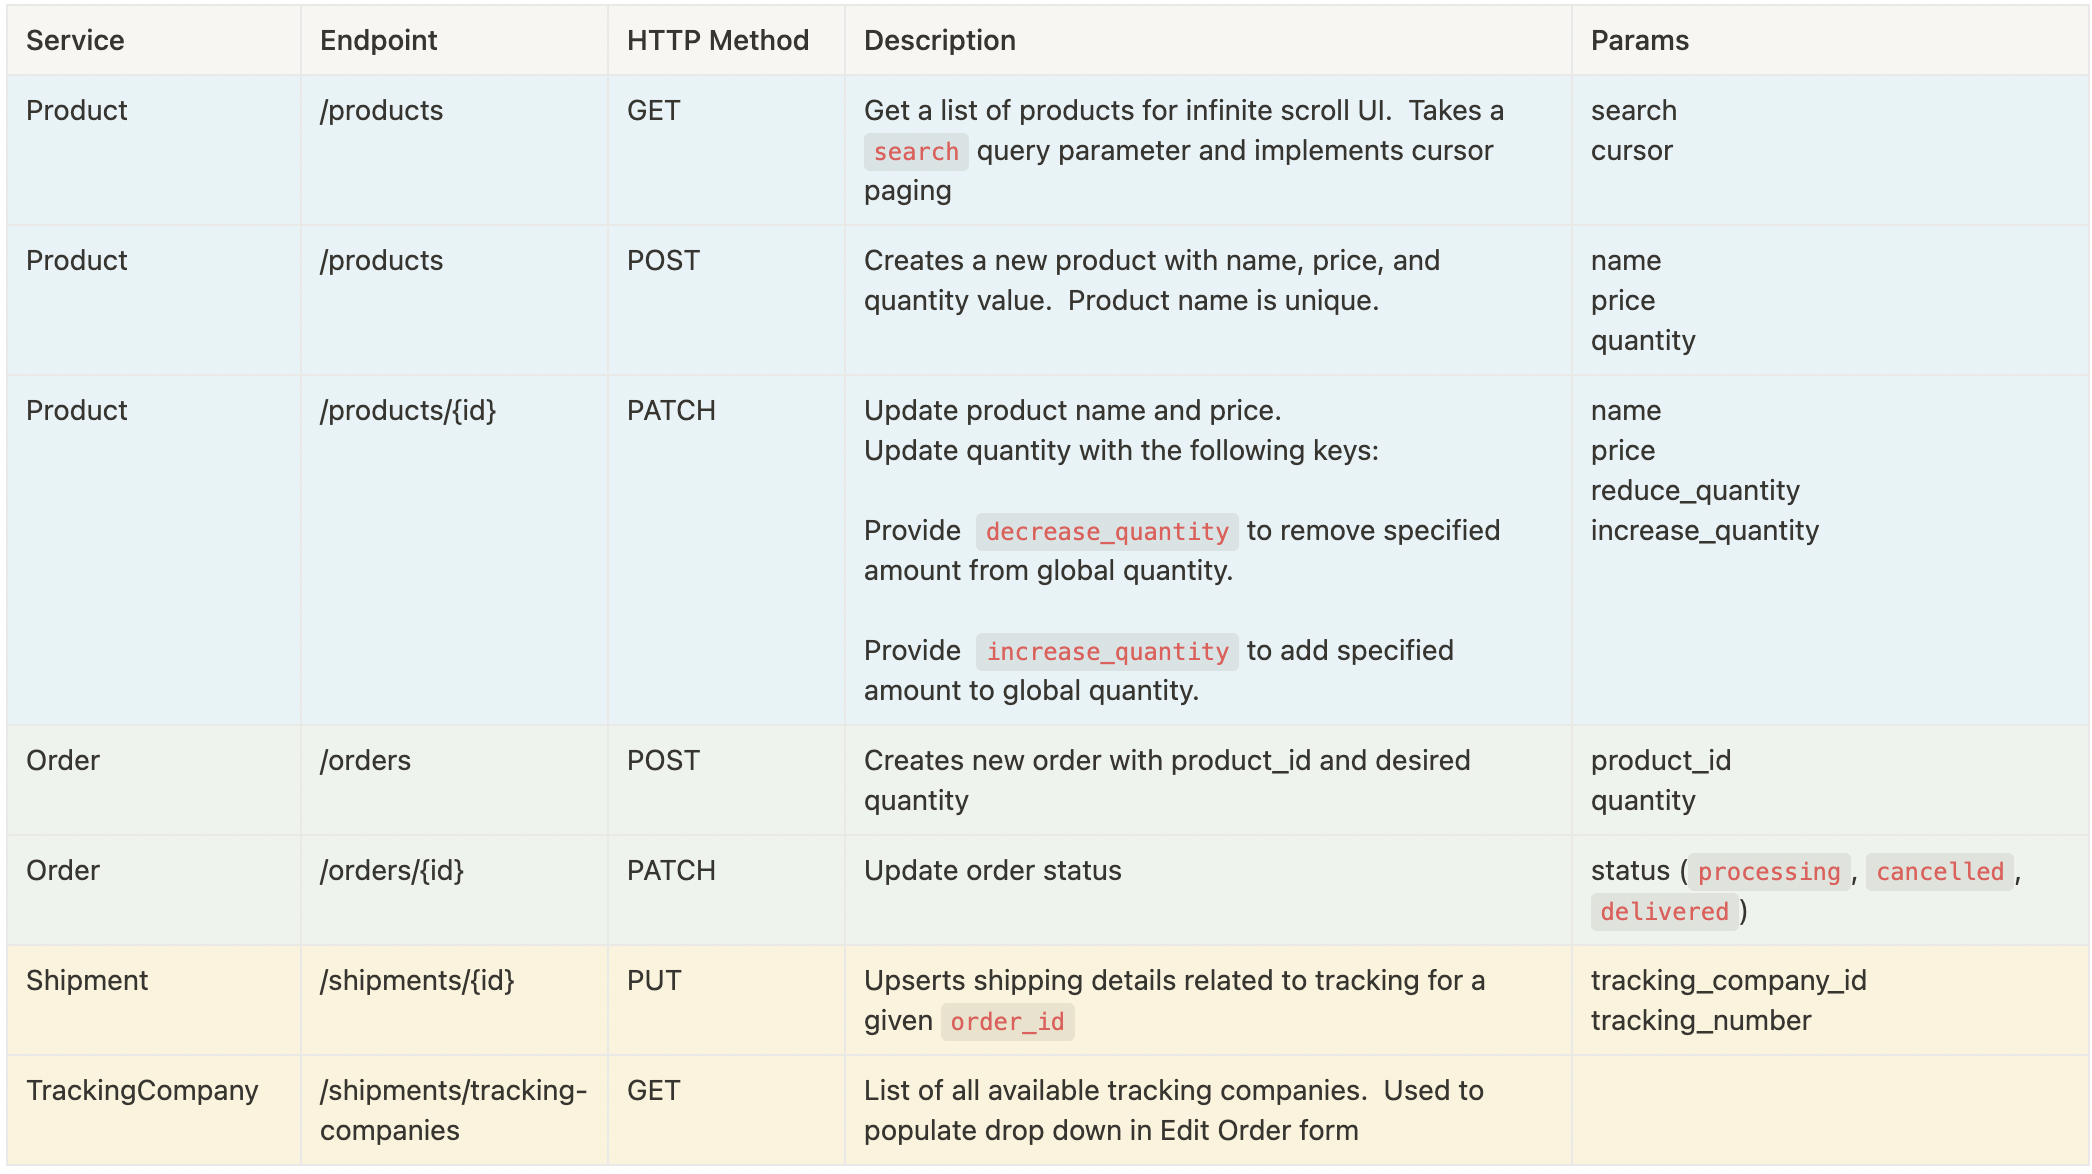 Service Endpoint HTTP Method Description Params
Product /products GET Get a list of products for infinite scroll UI. Takes a search
search query parameter and implements cursor cursor
paging
Product /products POST Creates a new product with name, price, and name
quantity value. Product name is unique. price
quantity
Product /products/{id} PATCH Update product name and price. name
Update quantity with the following keys: price
reduce_quantity
Provide decrease_quantity to remove specified increase_quantity
amount from global quantity.
Provide increase_quantity to add specified
amount to global quantity.
Order /orders POST Creates new order with product_id and desired product_id
quantity quantity
Order /orders/{id} PATCH Update order status status ( processing , cancelled ,
delivered )
Shipment /shipments/{id} PUT Upserts shipping details related to tracking for a tracking_company_id
given order_id tracking_number
TrackingCompany /shipments/tracking- GET List of all available tracking companies. Used to
companies populate drop down in Edit Order form